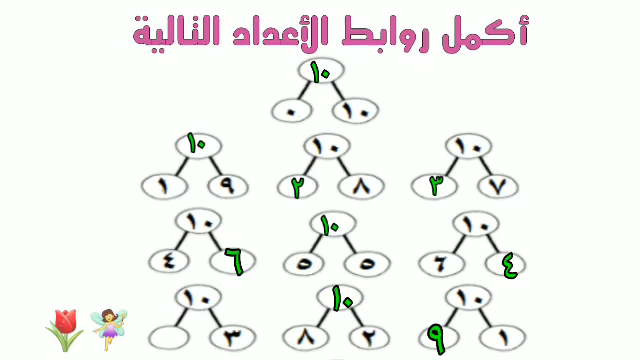 أكمل روابط الأعداد التالية
١٠
١٠ ٠
١٠ ١٠ ١٠
٧ ٣ ٨ ٢ ٩ ١
١٠ ١٠ ١٠
٤ ٦ ٥ ٥ ٦ ٤
١٠ ١٠ ١٠
١ ٩ ٢ ٨ ٣